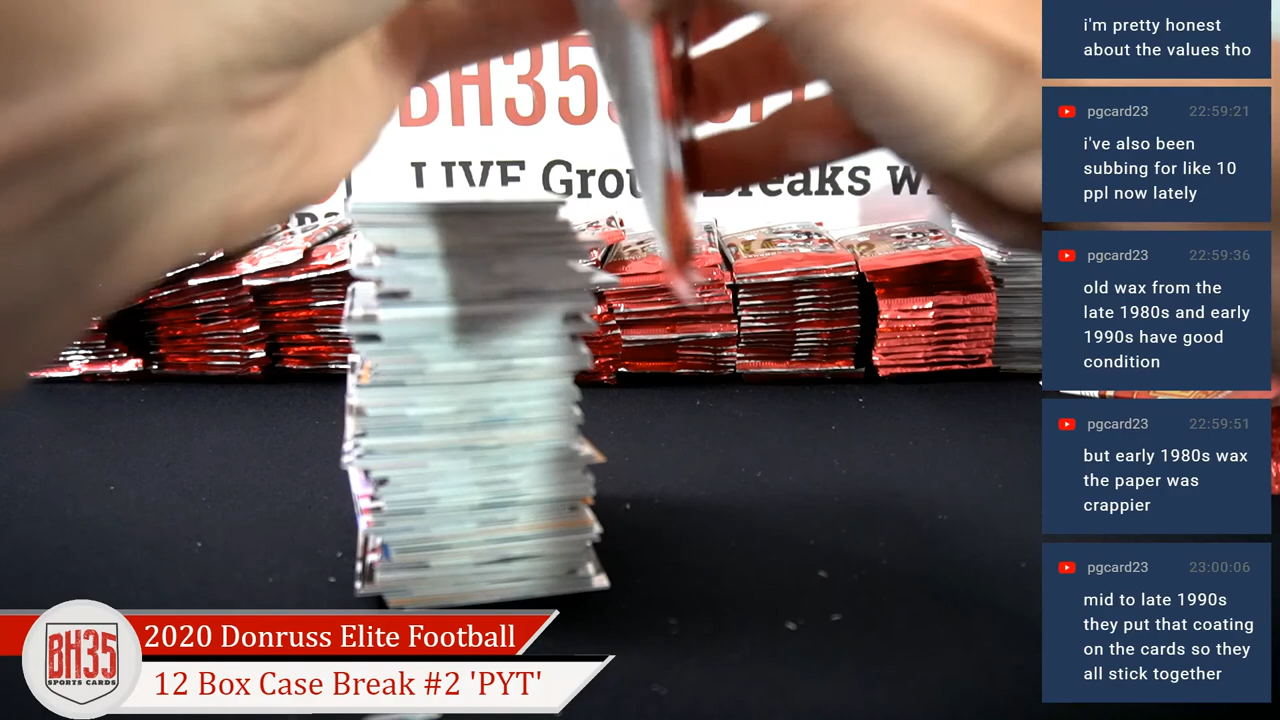 BH35
LIVE Group Breaks w
i'm pretty honest
about the values tho
pgcard23 22:59:21
i've also been
subbing for like 10
ppl now lately
pgcard23 22:59:36
old wax from the
late 1980s and early
1990s have good
condition
pgcard23 22:59:51
but early 1980s wax
the paper was
crappier
pgcard23 23:00:06
mid to late 1990s
they put that coating
on the cards so they
all stick together
BH35
SPORTS CARDS
2020 Donruss Elite Football
12 Box Case Break #2 'PYT'